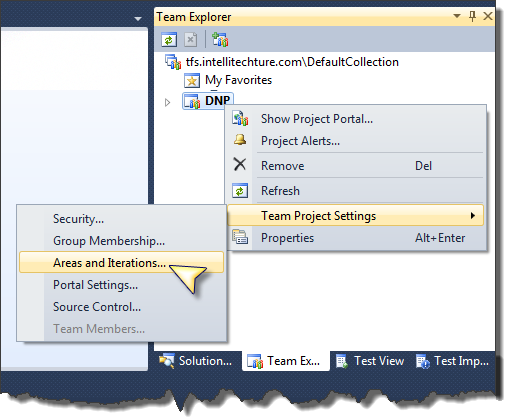 Team Explorer
tfs.intellitechture.com\DefaultCollection
My Favorites
DNP
Show Project Portal...
Project Alerts...
Remove Del
Refresh
Team Project Settings
Properties Alt+Enter
Security...
Group Membership...
Areas and Iterations...
Portal Settings...
Source Control...
Team Members...
Solution... Team Ex... Test View Test Imp...